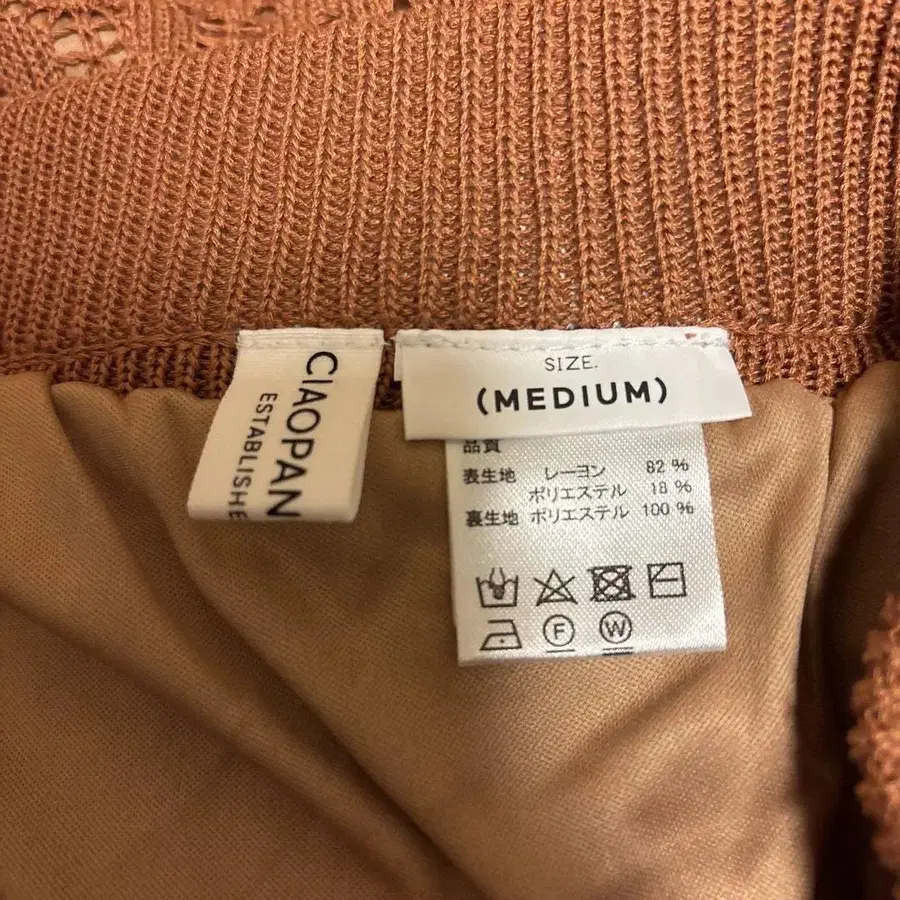 CIAOPAN
ESTABLISHE
SIZE.
(MEDIUM)
品質
表生地 レーヨン 82 %
ポリエステル 18 %
裏生地 ポリエステル 100 %
F W